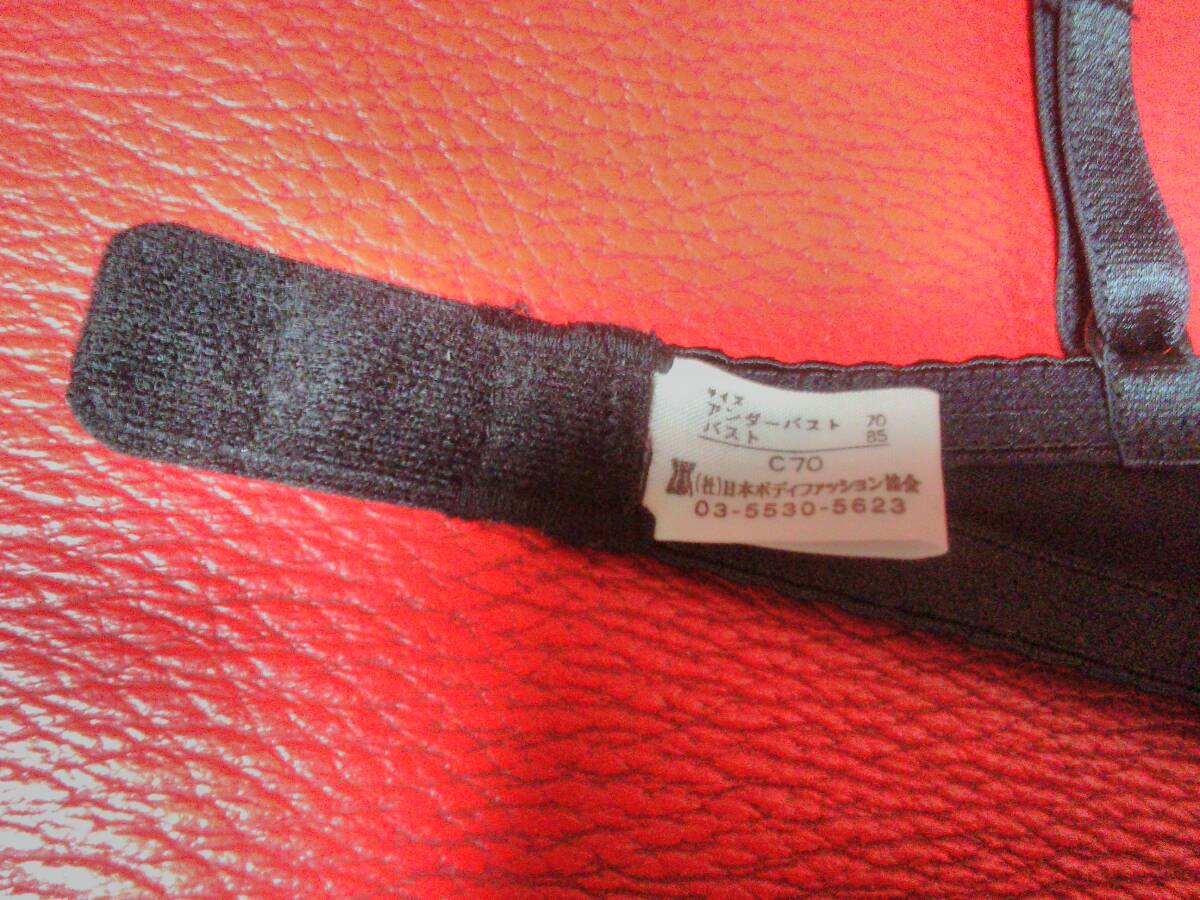 サイズ
アンダーバスト 70
バスト 85
C70
(社)日本ボディファッション協会
03-5530-5623